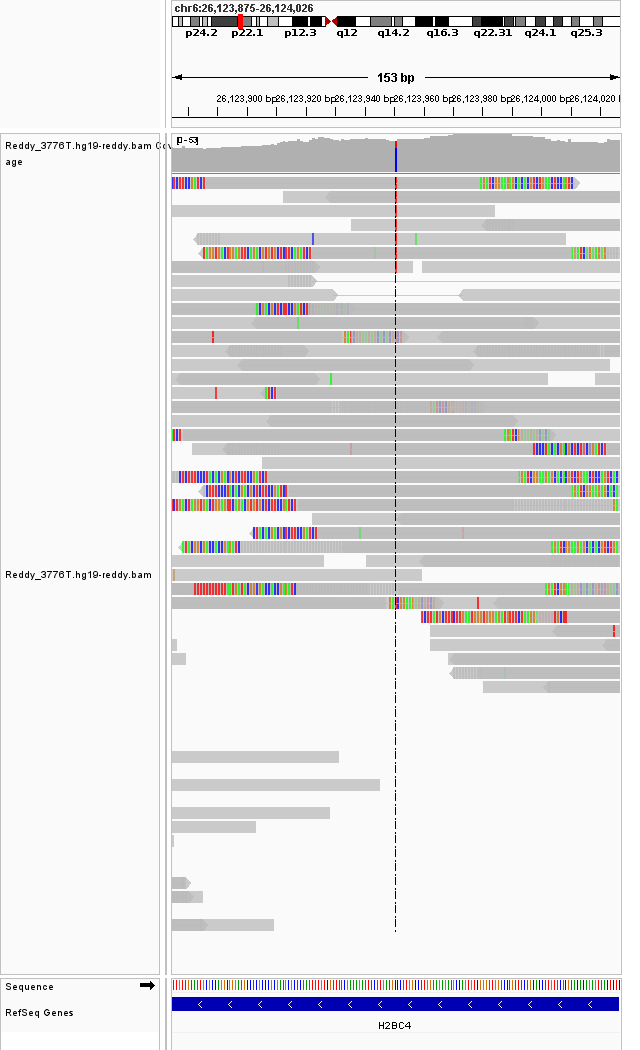 chr6:26,123,875-26,124,026
p24.2 p22.1 p12.3 q12 q14.2 q16.3 q22.31 q24.1 q25.3
153 bp
26,123,900 bp 26,123,920 bp 26,123,940 bp 26,123,960 bp 26,123,980 bp 26,124,000 bp 26,124,020 b
Reddy_3776T.hg19-reddy.bam Cov
age
Reddy_3776T.hg19-reddy.bam
Sequence
RefSeq Genes
H2BC4